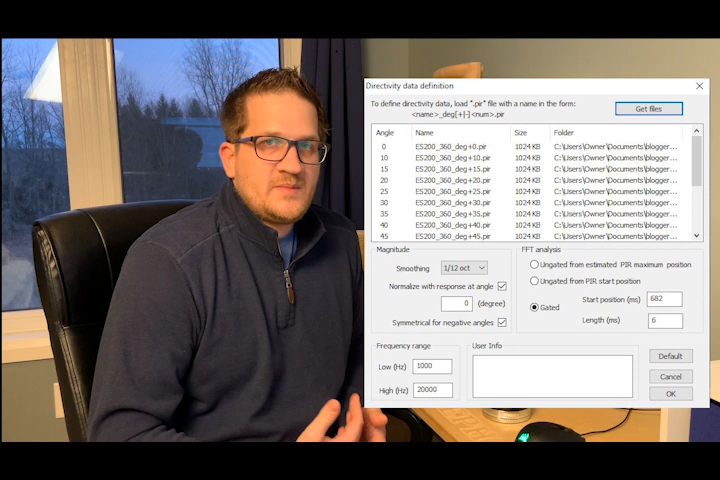 Directivity data definition
To define directivity data, load "*.pir" file with a name in the form:
<name>_deg[+|-]<num>.pir
Get files
Angle Name Size Folder
0 ES200_360_deg+0.pir 1024 KB C:\Users\Owner\Documents\blogger...
10 ES200_360_deg+10.pir 1024 KB C:\Users\Owner\Documents\blogger...
15 ES200_360_deg+15.pir 1024 KB C:\Users\Owner\Documents\blogger...
20 ES200_360_deg+20.pir 1024 KB C:\Users\Owner\Documents\blogger...
25 ES200_360_deg+25.pir 1024 KB C:\Users\Owner\Documents\blogger...
30 ES200_360_deg+30.pir 1024 KB C:\Users\Owner\Documents\blogger...
35 ES200_360_deg+35.pir 1024 KB C:\Users\Owner\Documents\blogger...
40 ES200_360_deg+40.pir 1024 KB C:\Users\Owner\Documents\blogger...
45 ES200_360_deg+45.pir 1024 KB C:\Users\Owner\Documents\blogger...
Magnitude
Smoothing 1/12 oct
Normalize with response at angle
0 (degree)
Symmetrical for negative angles
FFT analysis
Ungated from estimated PIR maximum position
Ungated from PIR start position
Gated
Start position (ms) 682
Length (ms) 6
Frequency range
Low (Hz) 1000
High (Hz) 20000
User Info
Default
Cancel
OK